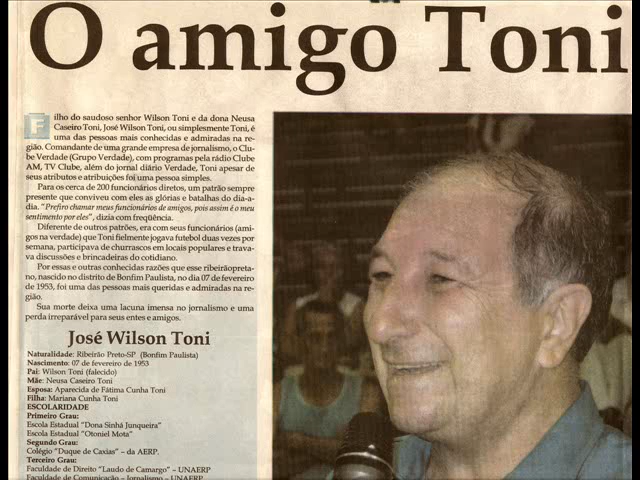 O amigo Toni
Filho do saudoso senhor Wilson Toni e da dona Neusa
Caseiro Toni, José Wilson Toni, ou simplesmente Toni, é
uma das pessoas mais conhecidas e admiradas na re-
gião. Comandante de uma grande empresa de jornalismo, o Clu-
be Verdade (Grupo Verdade), com programas pela rádio Clube
AM, TV Clube, além do jornal diário Verdade, Toni apesar de
seus atributos e atribuições foi uma pessoa simples.
Para os cerca de 200 funcionários diretos, um patrão sempre
presente que conviveu com eles as glórias e batalhas do dia-a-
dia. "Prefiro chamar meus funcionários de amigos, pois assim é o meu
sentimento por eles", dizia com freqüência.
Diferente de outros patrões, era com seus funcionários (ami-
gos na verdade) que Toni fielmente jogava futebol duas vezes por
semana, participava de churrascos em locais populares e trava-
va discussões e brincadeiras do cotidiano.
Por essas e outras conhecidas razões que esse ribeirãopreta-
no, nascido no distrito de Bonfim Paulista, no dia 07 de fevereiro
de 1953, foi uma das pessoas mais queridas e admiradas na re-
gião.
Sua morte deixa uma lacuna imensa no jornalismo e uma
perda irreparável para seus entes e amigos.
José Wilson Toni
Naturalidade: Ribeirão Preto-SP (Bonfim Paulista)
Nascimento: 07 de fevereiro de 1953
Pai: Wilson Toni (falecido)
Mãe: Neusa Caseiro Toni
Esposa: Aparecida de Fátima Cunha Toni
Filha: Mariana Cunha Toni
ESCOLARIDADE
Primeiro Grau:
Escola Estadual "Dona Sinhá Junqueira"
Escola Estadual "Otoniel Mota"
Segundo Grau:
Colégio "Duque de Caxias" – da AERP.
Terceiro Grau:
Faculdade de Direito "Laudo de Camargo" – UNAERP
Faculdade de Comunicação – Jornalismo – UNAERP